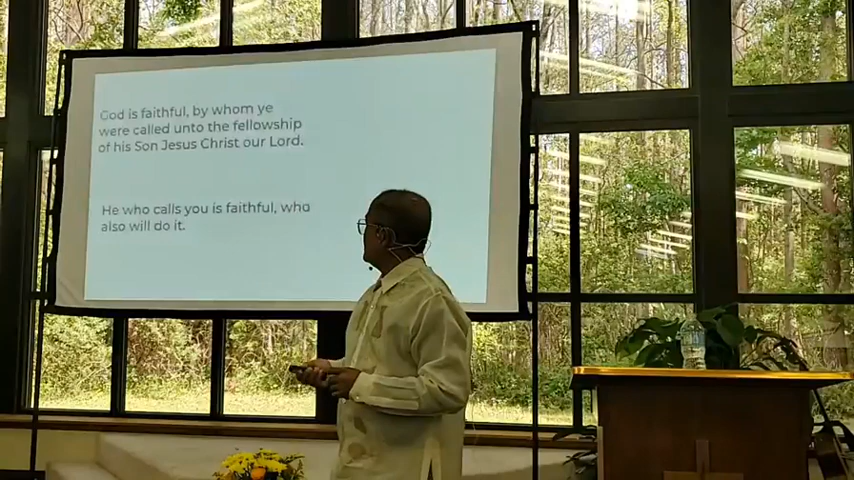 God is faithful, by whom ye
were called unto the fellowship
of his Son Jesus Christ our Lord.
He who calls you is faithful, who
also will do it.